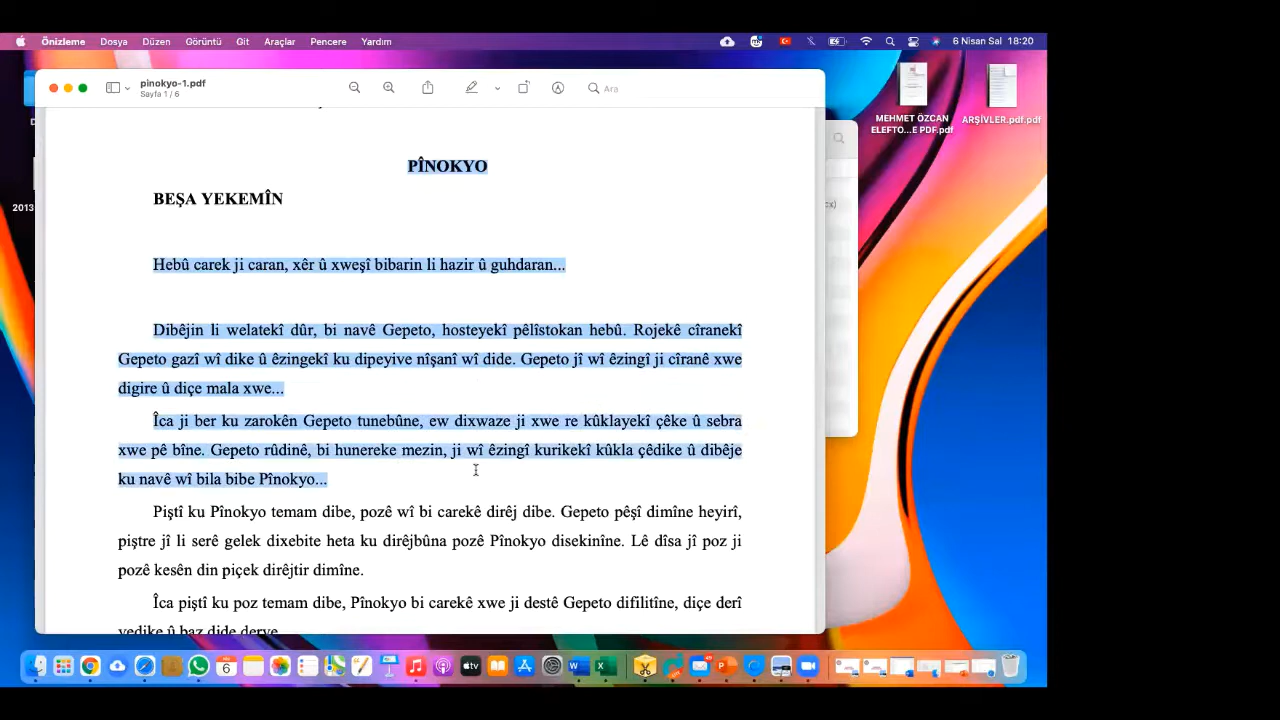 Önizleme Dosya Düzen Görüntü Git Araçlar Pencere Yardım 6 Nisan Sal 18:20
pinokyo-1.pdf
Sayfa 1 / 6
Ara
MEHMET ÖZCAN
ELEFTO...E PDF.pdf
ARŞİVLER.pdf.pdf
2013
PÎNOKYO
BEŞA YEKEMÎN
Hebû carek ji caran, xêr û xweşî bibarin li hazir û guhdaran...
Dibêjin li welatekî dûr, bi navê Gepeto, hosteyekî pêlîstokan hebû. Rojekê cîranekî
Gepeto gazî wî dike û êzingekî ku dipeyive nîşanî wî dide. Gepeto jî wî êzingî ji cîranê xwe
digire û diçe mala xwe...
Îca ji ber ku zarokên Gepeto tunebûne, ew dixwaze ji xwe re kûklayekî çêke û sebra
xwe pê bîne. Gepeto rûdinê, bi hunereke mezin, ji wî êzingî kurikekî kûkla çêdike û dibêje
ku navê wî bila bibe Pînokyo...
Piştî ku Pînokyo temam dibe, pozê wî bi carekê dirêj dibe. Gepeto pêşî dimîne heyirî,
piştre jî li serê gelek dixebite heta ku dirêjbûna pozê Pînokyo disekinîne. Lê dîsa jî poz ji
pozê kesên din piçek dirêjtir dimîne.
Îca piştî ku poz temam dibe, Pînokyo bi carekê xwe ji destê Gepeto difilitîne, diçe derî
vedike û baz dide derve.